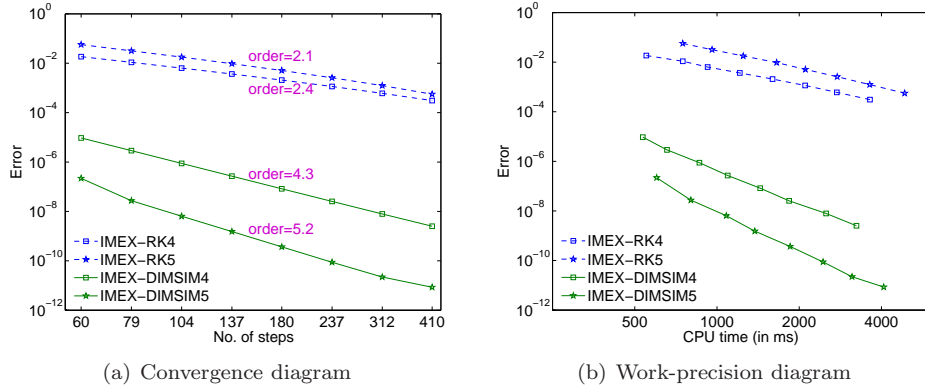 Error
10^0
10^−2
10^−4
10^−6
10^−8
10^−10
10^−12
order=2.1
order=2.4
order=4.3
order=5.2
IMEX−RK4
IMEX−RK5
IMEX−DIMSIM4
IMEX−DIMSIM5
60 79 104 137 180 237 312 410
No. of steps
(a) Convergence diagram
Error
10^0
10^−2
10^−4
10^−6
10^−8
10^−10
10^−12
IMEX−RK4
IMEX−RK5
IMEX−DIMSIM4
IMEX−DIMSIM5
500 1000 2000 4000
CPU time (in ms)
(b) Work-precision diagram